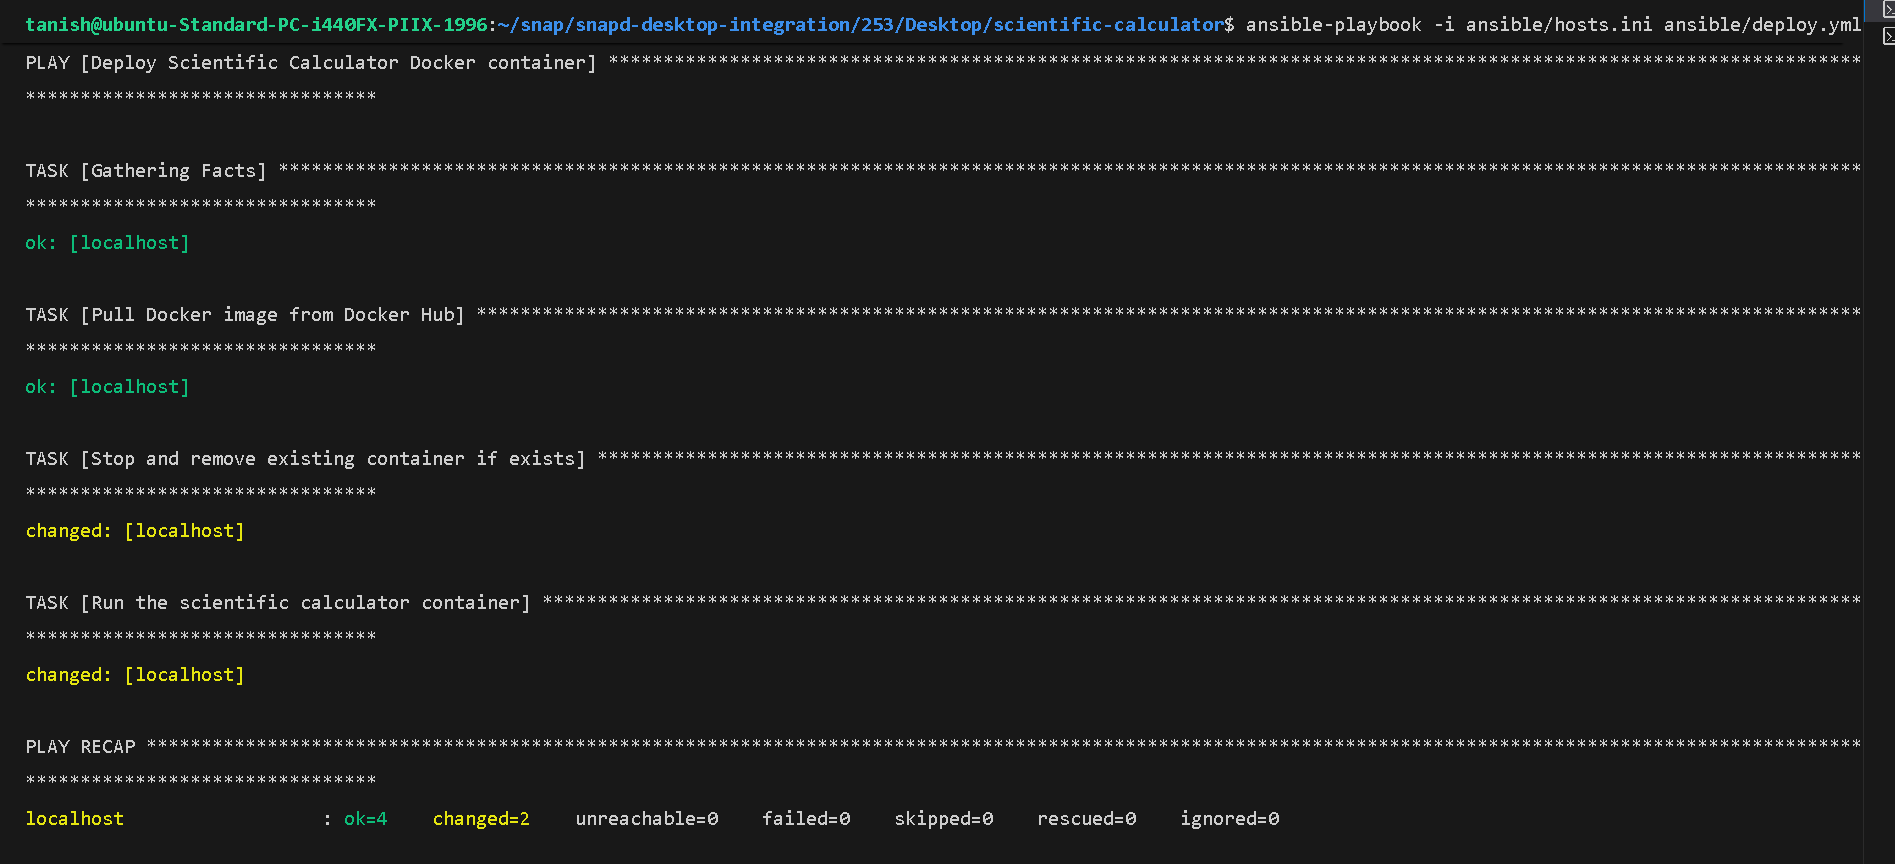 tanish@ubuntu-Standard-PC-i440FX-PIIX-1996:~/snap/snapd-desktop-integration/253/Desktop/scientific-calculator$ ansible-playbook -i ansible/hosts.ini ansible/deploy.yml
PLAY [Deploy Scientific Calculator Docker container] ******************************************************************************************************************
********************************
TASK [Gathering Facts] ************************************************************************************************************************************************
********************************
ok: [localhost]
TASK [Pull Docker image from Docker Hub] ******************************************************************************************************************************
********************************
ok: [localhost]
TASK [Stop and remove existing container if exists] *******************************************************************************************************************
********************************
changed: [localhost]
TASK [Run the scientific calculator container] ************************************************************************************************************************
********************************
changed: [localhost]
PLAY RECAP ************************************************************************************************************************************************************
********************************
localhost                  : ok=4    changed=2    unreachable=0    failed=0    skipped=0    rescued=0    ignored=0